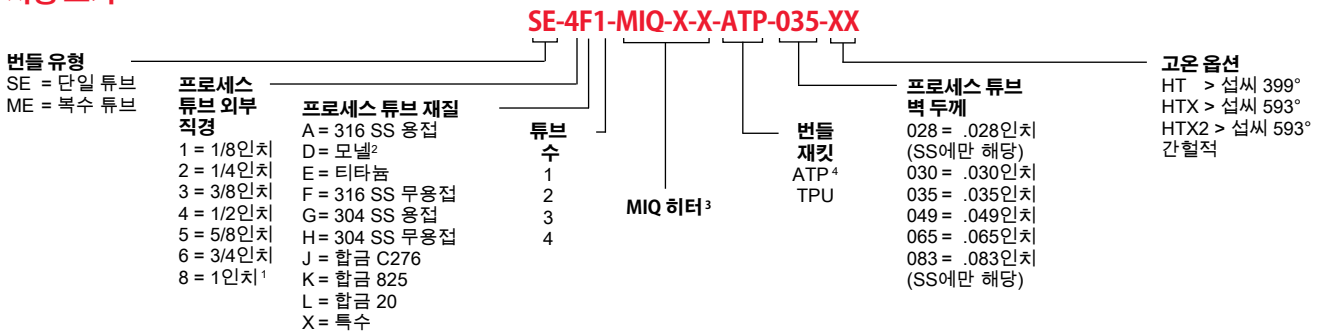 SE-4F1-MIQ-X-X-ATP-035-XX
번들 유형
SE = 단일 튜브
ME = 복수 튜브
프로세스
튜브 외부
직경
1 = 1/8인치
2 = 1/4인치
3 = 3/8인치
4 = 1/2인치
5 = 5/8인치
6 = 3/4인치
8 = 1인치¹
프로세스 튜브 재질
A = 316 SS 용접
D = 모넬²
E = 티타늄
F = 316 SS 무용접
G= 304 SS 용접
H= 304 SS 무용접
J = 합금 C276
K = 합금 825
L = 합금 20
X = 특수
튜브
수
1
2
3
4
MIQ 히터³
번들
재킷
ATP⁴
TPU
프로세스 튜브
벽 두께
028 = .028인치
(SS에만 해당)
030 = .030인치
035 = .035인치
049 = .049인치
065 = .065인치
083 = .083인치
(SS에만 해당)
고온 옵션
HT > 섭씨 399°
HTX > 섭씨 593°
HTX2 > 섭씨 593°
간헐적